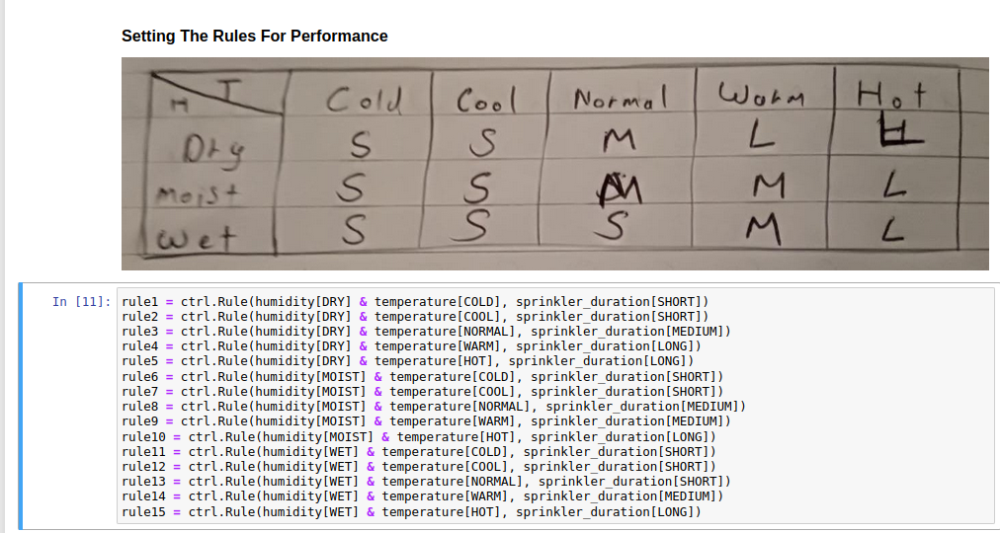 Setting The Rules For Performance
H T Cold Cool Normal Warm Hot
Dry S S M L L
Moist S S M M L
Wet S S S M L
In [11]:
rule1 = ctrl.Rule(humidity[DRY] & temperature[COLD], sprinkler_duration[SHORT])
rule2 = ctrl.Rule(humidity[DRY] & temperature[COOL], sprinkler_duration[SHORT])
rule3 = ctrl.Rule(humidity[DRY] & temperature[NORMAL], sprinkler_duration[MEDIUM])
rule4 = ctrl.Rule(humidity[DRY] & temperature[WARM], sprinkler_duration[LONG])
rule5 = ctrl.Rule(humidity[DRY] & temperature[HOT], sprinkler_duration[LONG])
rule6 = ctrl.Rule(humidity[MOIST] & temperature[COLD], sprinkler_duration[SHORT])
rule7 = ctrl.Rule(humidity[MOIST] & temperature[COOL], sprinkler_duration[SHORT])
rule8 = ctrl.Rule(humidity[MOIST] & temperature[NORMAL], sprinkler_duration[MEDIUM])
rule9 = ctrl.Rule(humidity[MOIST] & temperature[WARM], sprinkler_duration[MEDIUM])
rule10 = ctrl.Rule(humidity[MOIST] & temperature[HOT], sprinkler_duration[LONG])
rule11 = ctrl.Rule(humidity[WET] & temperature[COLD], sprinkler_duration[SHORT])
rule12 = ctrl.Rule(humidity[WET] & temperature[COOL], sprinkler_duration[SHORT])
rule13 = ctrl.Rule(humidity[WET] & temperature[NORMAL], sprinkler_duration[SHORT])
rule14 = ctrl.Rule(humidity[WET] & temperature[WARM], sprinkler_duration[MEDIUM])
rule15 = ctrl.Rule(humidity[WET] & temperature[HOT], sprinkler_duration[LONG])